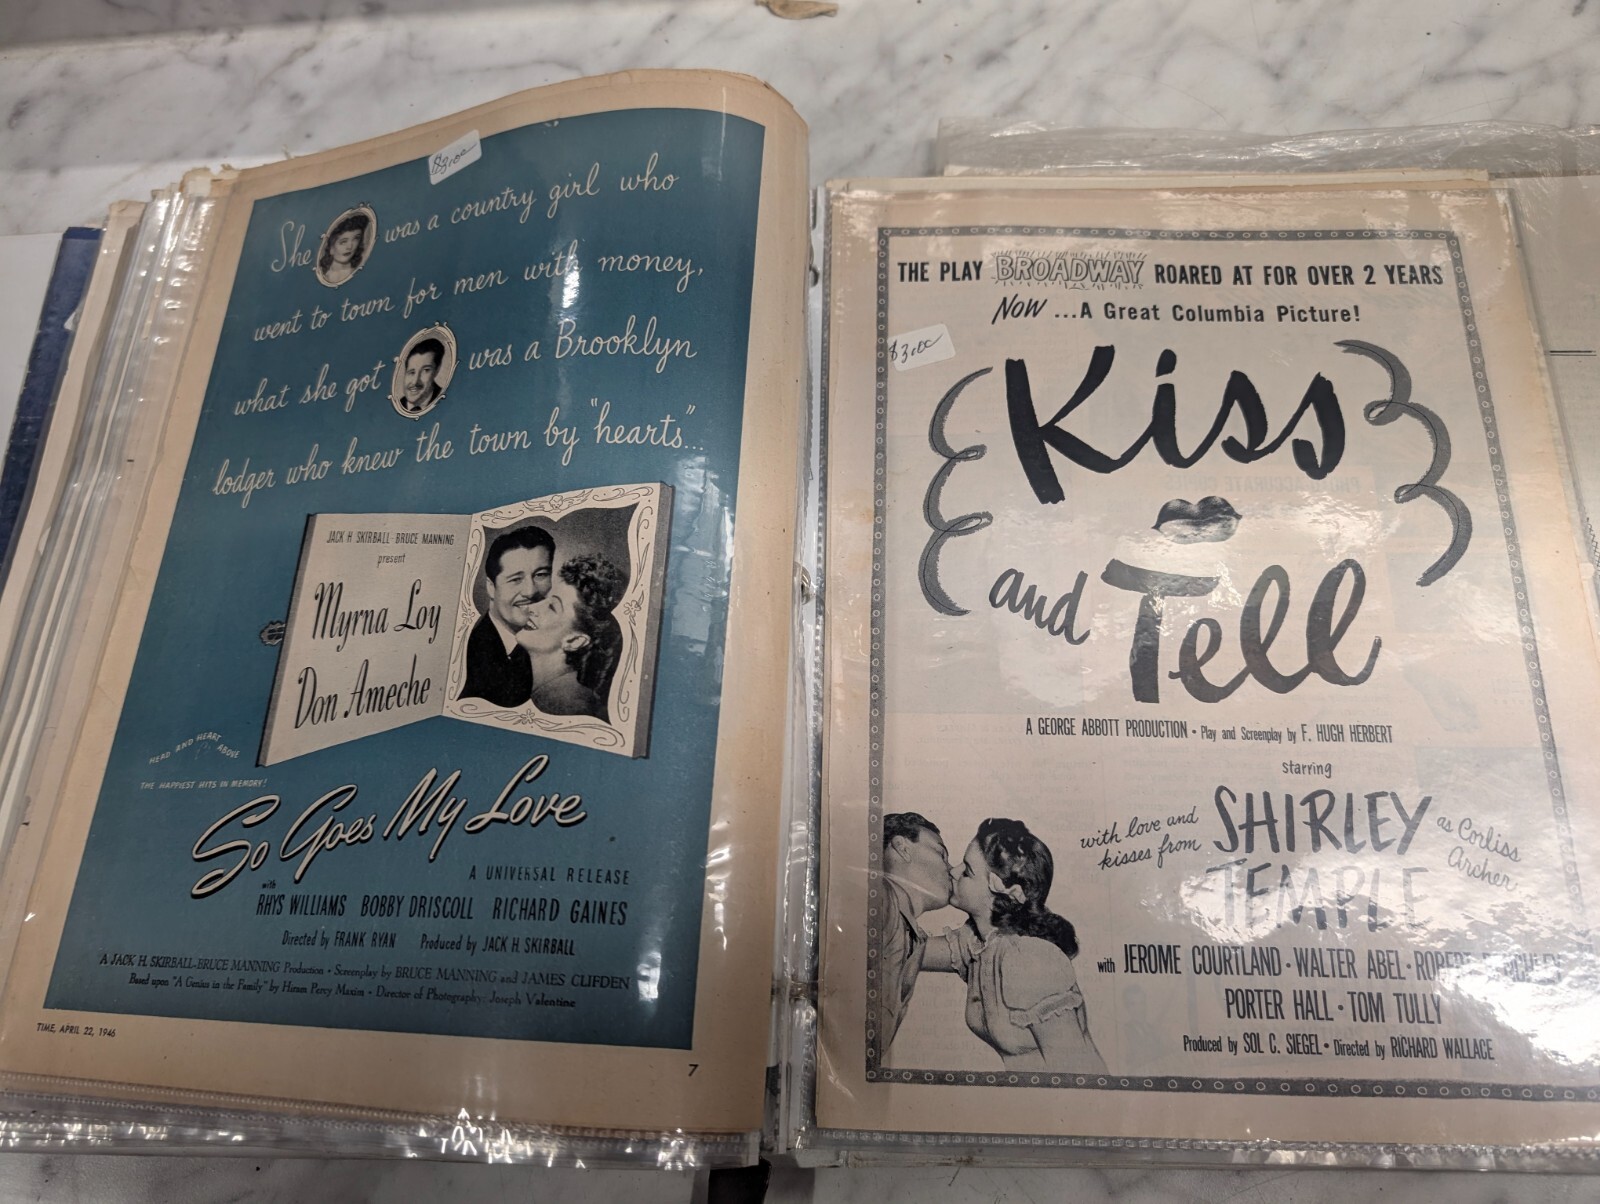 $3.00
She was a country girl who
went to town for men with money,
what she got was a Brooklyn
lodger who knew the town by "hearts"...
JACK H. SKIRBALL - BRUCE MANNING
present
Myrna Loy
Don Ameche
HEAD AND HEART ABOVE
THE HAPPIEST HITS IN MEMORY!
So Goes My Love
A UNIVERSAL RELEASE
with
RHYS WILLIAMS BOBBY DRISCOLL RICHARD GAINES
Directed by FRANK RYAN Produced by JACK H. SKIRBALL
A JACK H. SKIRBALL-BRUCE MANNING Production • Screenplay by BRUCE MANNING and JAMES CLIFDEN
Based upon "A Genius in the Family" by Hiram Percy Maxim • Director of Photography: Joseph Valentine
TIME, APRIL 22, 1946
7
THE PLAY BROADWAY ROARED AT FOR OVER 2 YEARS
Now ...A Great Columbia Picture!
$3.00
Kiss
and Tell
A GEORGE ABBOTT PRODUCTION • Play and Screenplay by F. HUGH HERBERT
starring
with love and
kisses from
SHIRLEY
TEMPLE
as Corliss
Archer
with JEROME COURTLAND • WALTER ABEL • ROBERT BENCHLEY
PORTER HALL • TOM TULLY
Produced by SOL C. SIEGEL • Directed by RICHARD WALLACE